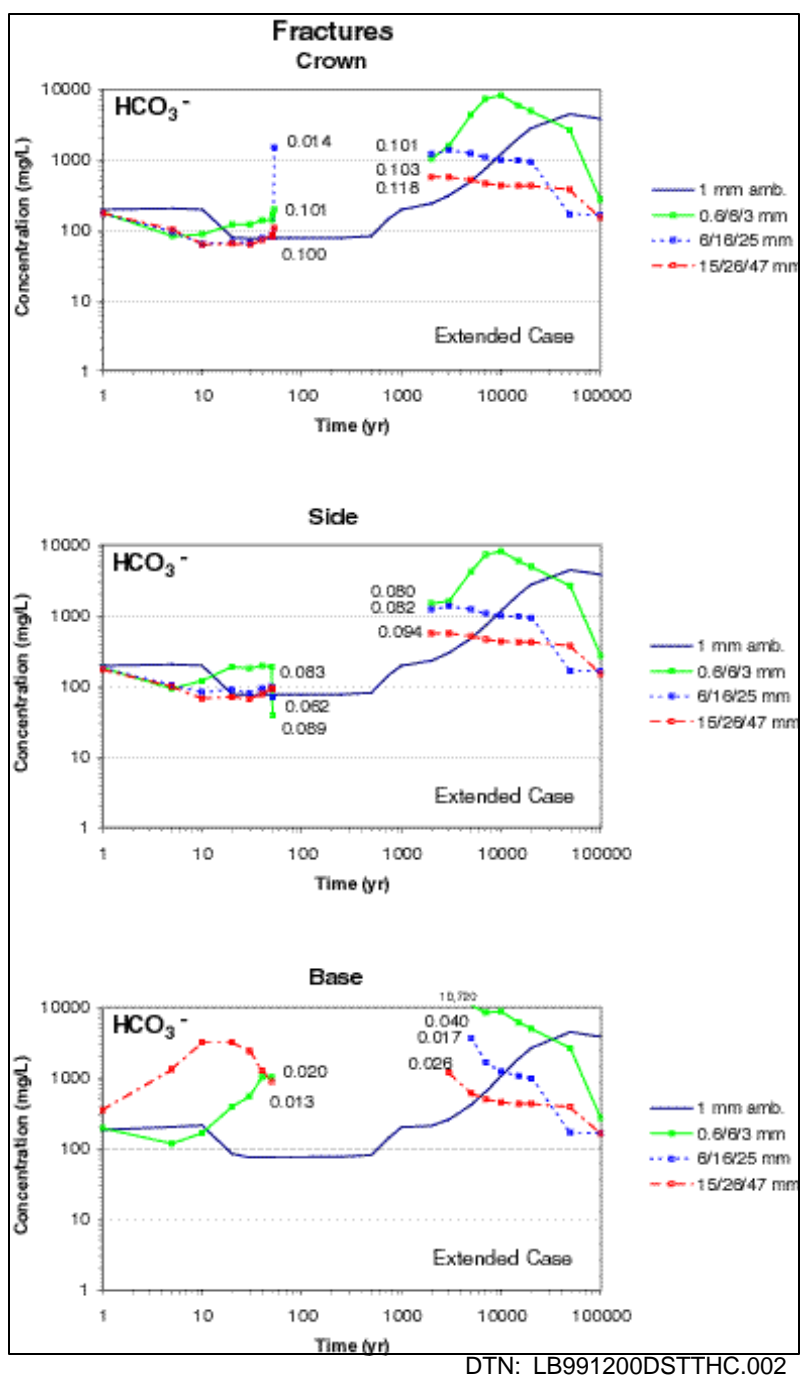 Fractures
Crown
HCO3-
Concentration (mg/L)
10000
1000
100
10
1
0.014
0.101
0.100
0.101
0.103
0.118
Extended Case
1 10 100 1000 10000 100000
Time (yr)
1 mm amb.
0.6/6/3 mm
6/16/25 mm
15/26/47 mm
Side
HCO3-
Concentration (mg/L)
10000
1000
100
10
1
0.083
0.062
0.089
0.080
0.082
0.094
Extended Case
1 10 100 1000 10000 100000
Time (yr)
1 mm amb.
0.6/6/3 mm
6/16/25 mm
15/26/47 mm
Base
HCO3-
Concentration (mg/L)
10000
1000
100
10
1
0.020
0.013
10,720
0.040
0.017
0.026
Extended Case
1 10 100 1000 10000 100000
Time (yr)
1 mm amb.
0.6/6/3 mm
6/16/25 mm
15/26/47 mm
DTN: LB991200DSTTHC.002